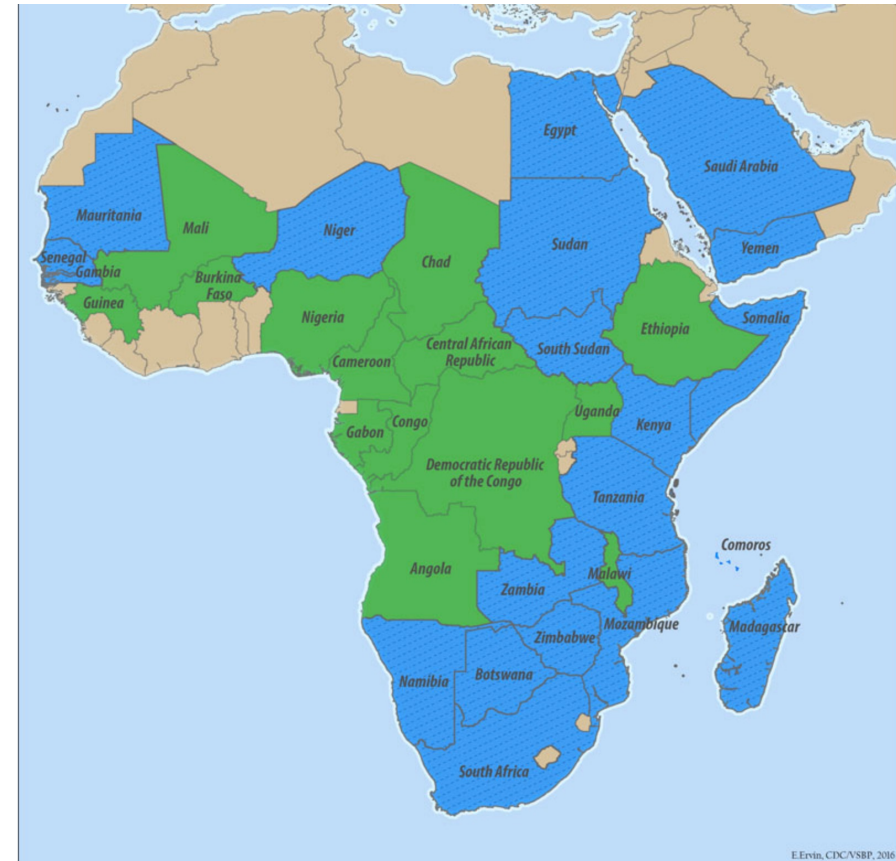 Egypt
Saudi Arabia
Mauritania
Mali
Niger
Chad
Sudan
Yemen
Senegal
Gambia
Burkina
Faso
Guinea
Nigeria
Somalia
Ethiopia
South Sudan
Central African
Republic
Cameroon
Uganda
Kenya
Gabon
Congo
Democratic Republic
of the Congo
Tanzania
Comoros
Angola
Malawi
Zambia
Mozambique
Madagascar
Zimbabwe
Namibia
Botswana
South Africa
E.Ervin, CDC/VSBP, 2016